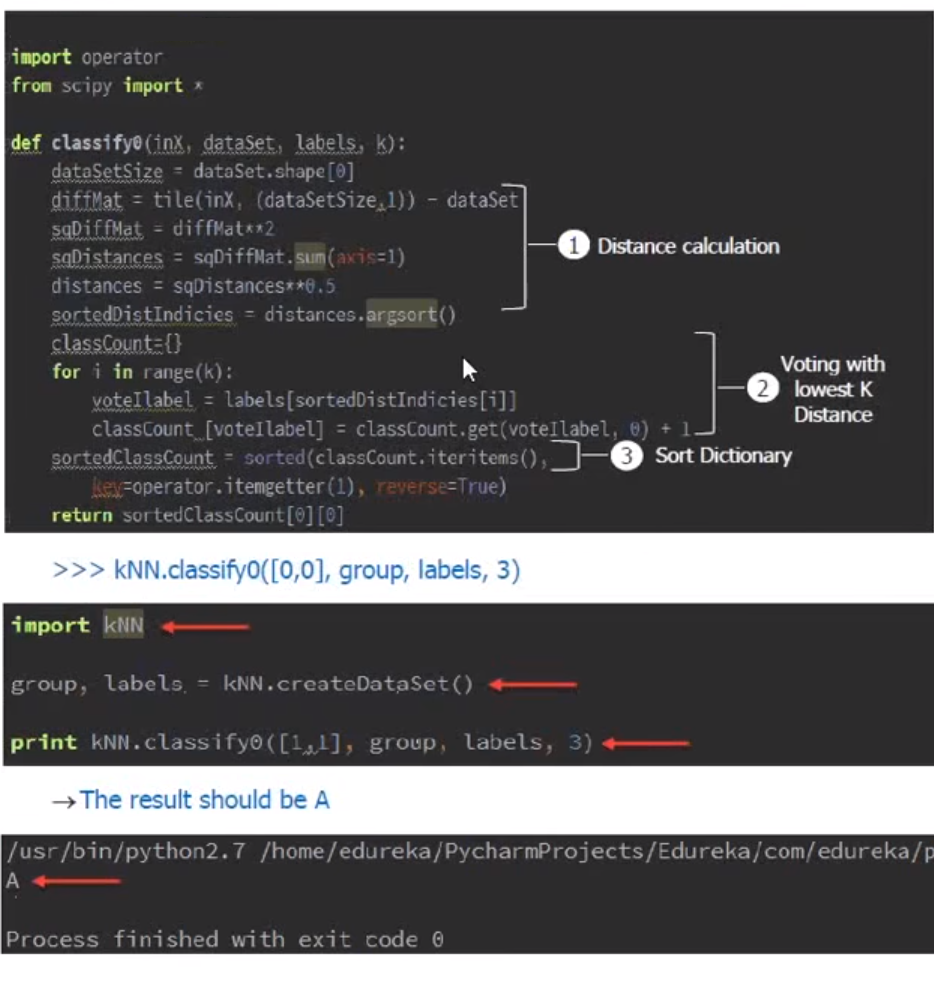 import operator
from scipy import *
def classify0(inX, dataSet, labels, k):
    dataSetSize = dataSet.shape[0]
    diffMat = tile(inX, (dataSetSize,1)) - dataSet
    sqDiffMat = diffMat**2
    sqDistances = sqDiffMat.sum(axis=1)
    distances = sqDistances**0.5
    sortedDistIndicies = distances.argsort()
1 Distance calculation
    classCount={}
    for i in range(k):
        voteIlabel = labels[sortedDistIndicies[i]]
        classCount [voteIlabel] = classCount.get(voteIlabel, 0) + 1
2 Voting with
lowest K
Distance
    sortedClassCount = sorted(classCount.iteritems(),
        key=operator.itemgetter(1), reverse=True)
3 Sort Dictionary
    return sortedClassCount[0][0]
>>> kNN.classify0([0,0], group, labels, 3)
import kNN
group, labels = kNN.createDataSet()
print kNN.classify0([1,1], group, labels, 3)
→The result should be A
/usr/bin/python2.7 /home/edureka/PycharmProjects/Edureka/com/edureka/p
A
Process finished with exit code 0